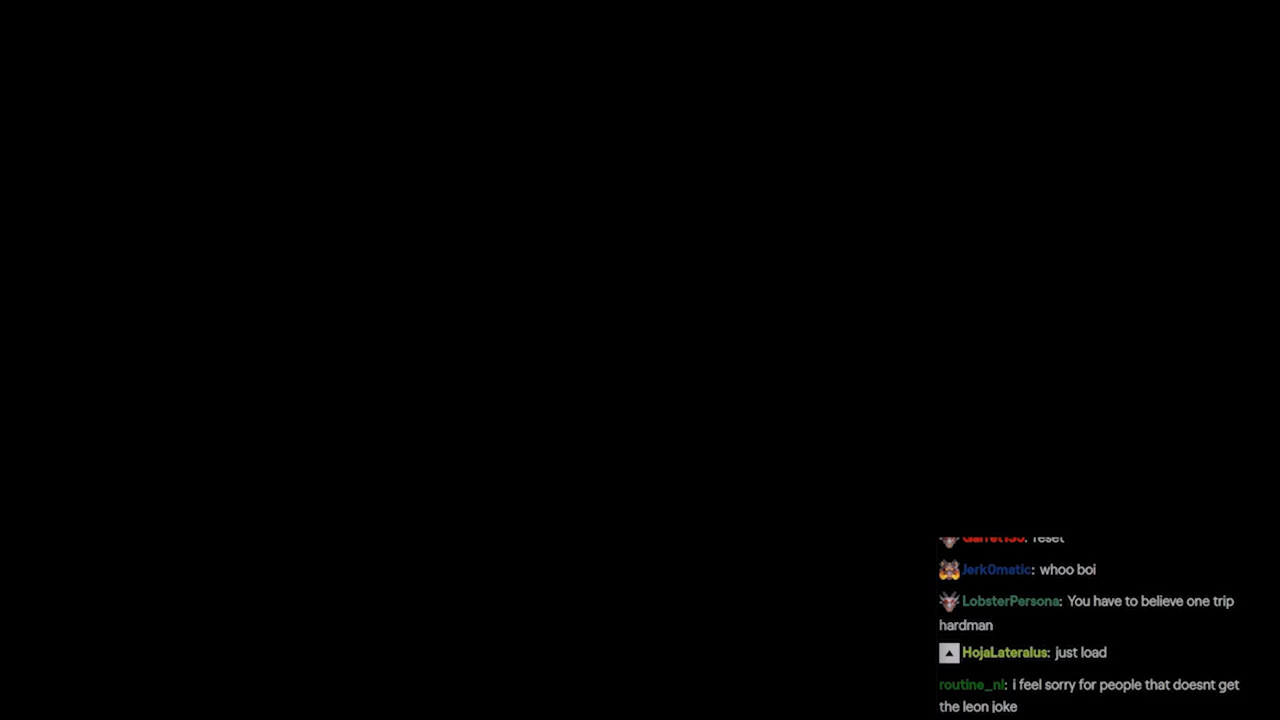 reset
Jerk0matic: whoo boi
LobsterPersona: You have to believe one trip
hardman
HojaLateralus: just load
routine_nl: i feel sorry for people that doesnt get
the leon joke